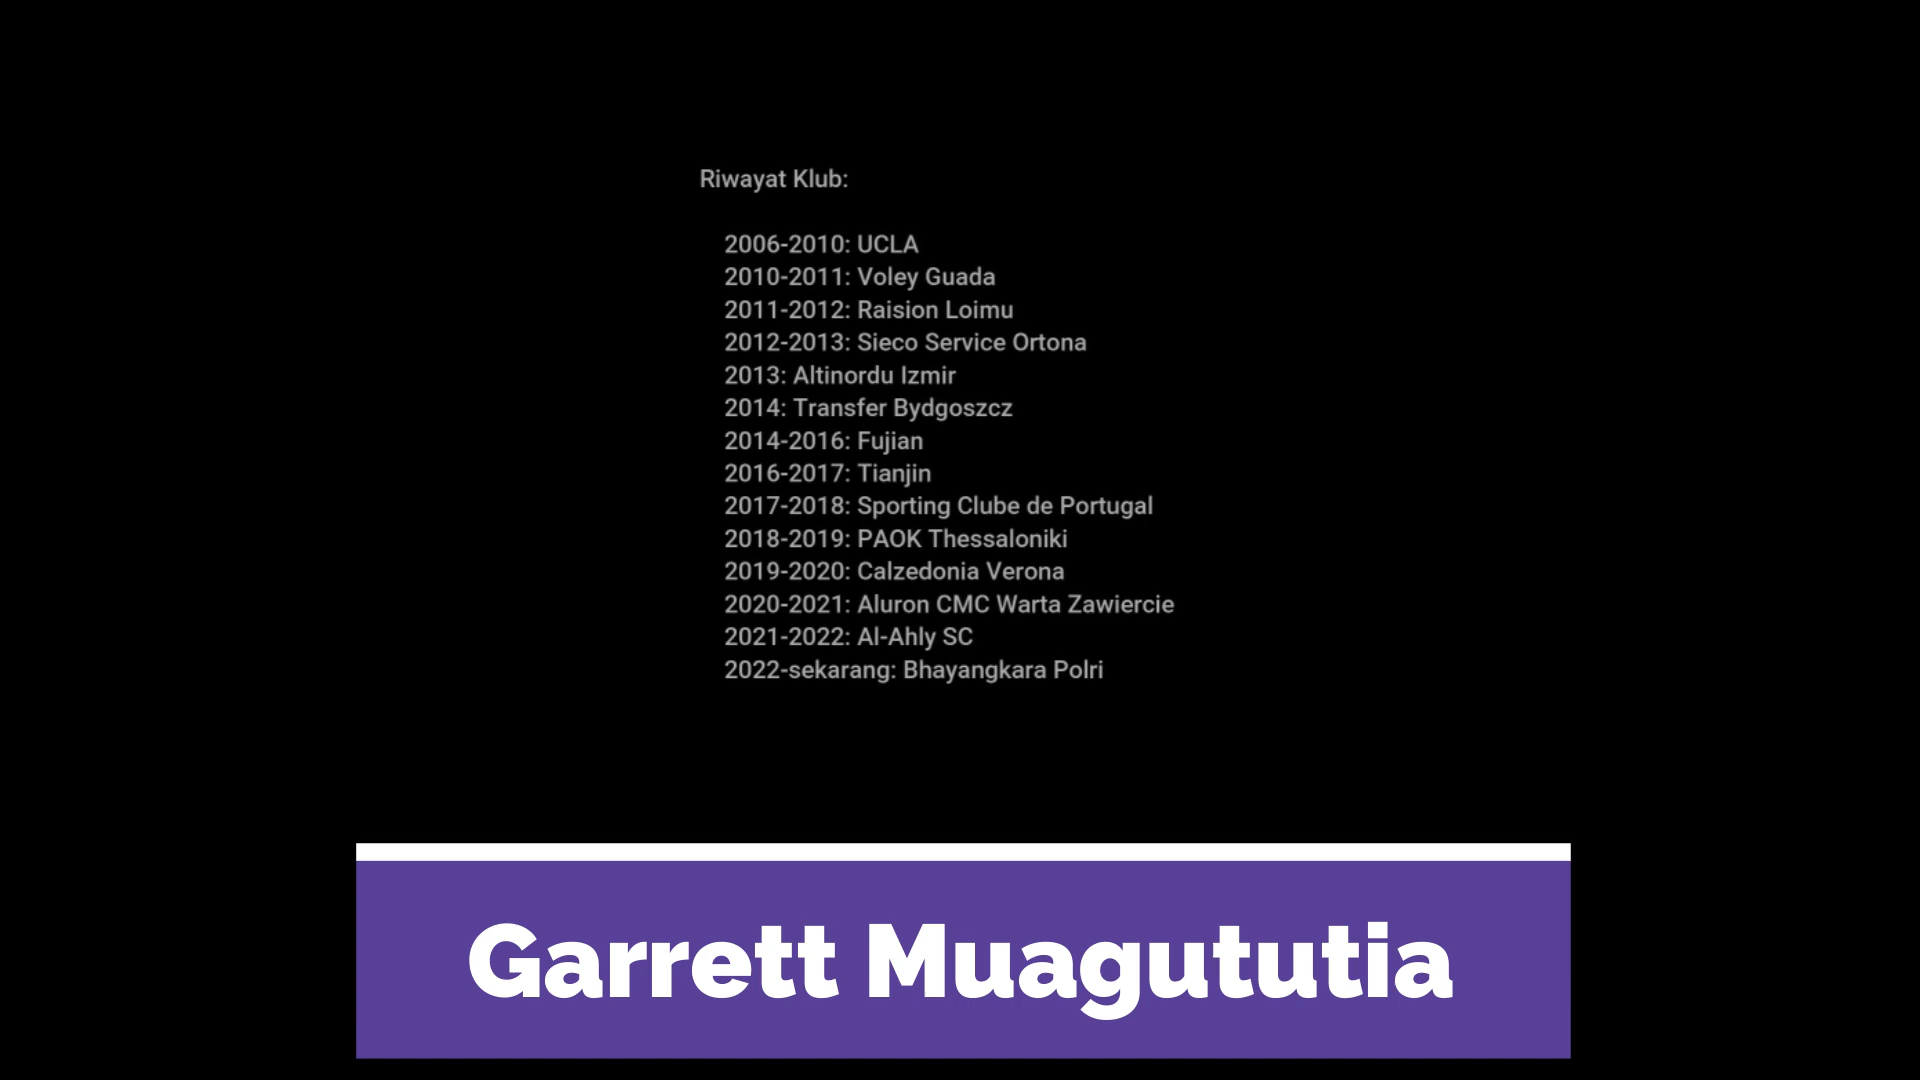 Riwayat Klub:
2006-2010: UCLA
2010-2011: Voley Guada
2011-2012: Raision Loimu
2012-2013: Sieco Service Ortona
2013: Altinordu Izmir
2014: Transfer Bydgoszcz
2014-2016: Fujian
2016-2017: Tianjin
2017-2018: Sporting Clube de Portugal
2018-2019: PAOK Thessaloniki
2019-2020: Calzedonia Verona
2020-2021: Aluron CMC Warta Zawiercie
2021-2022: Al-Ahly SC
2022-sekarang: Bhayangkara Polri
Garrett Muagututia